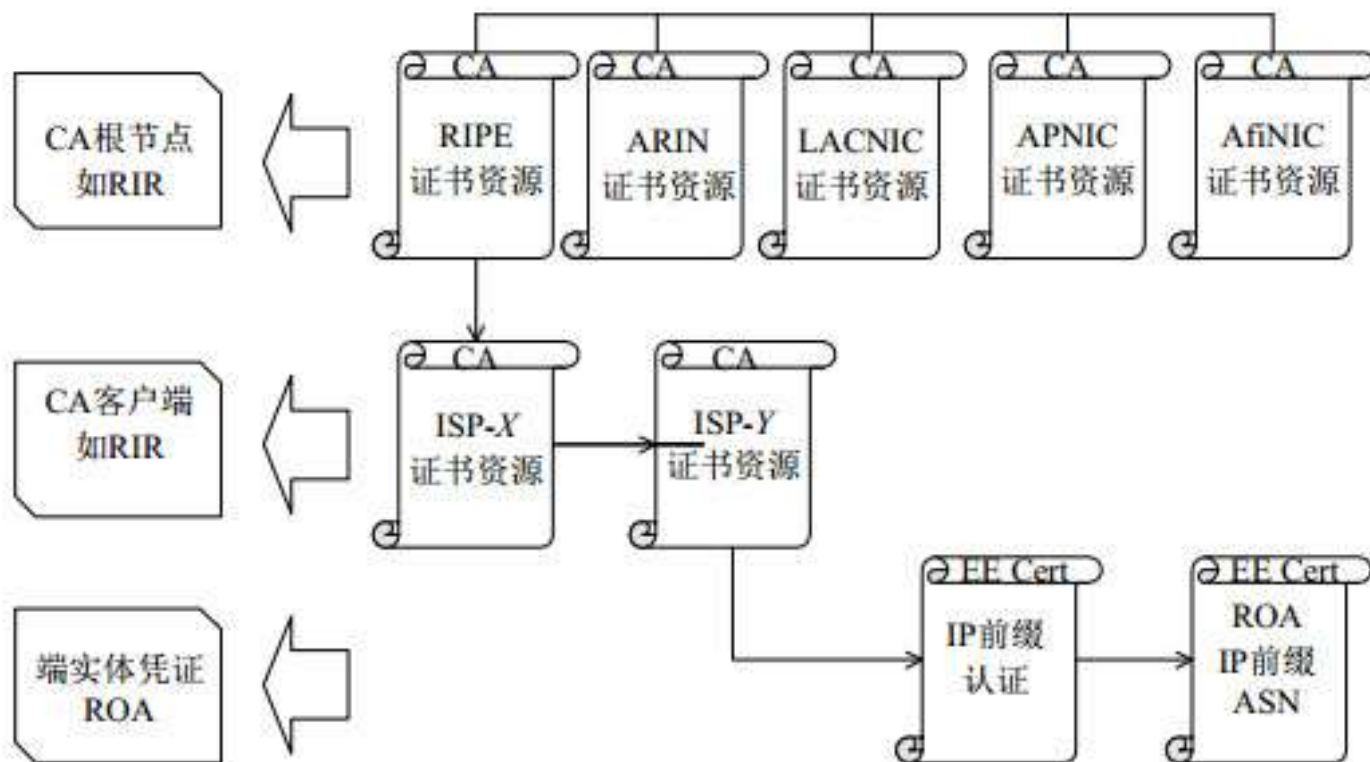 CA
CA
CA
CA
CA
CA根节点
如RIR
RIPE
证书资源
ARIN
证书资源
LACNIC
证书资源
APNIC
证书资源
AfiNIC
证书资源
CA
CA
CA客户端
如RIR
ISP-X
证书资源
ISP-Y
证书资源
EE Cert
EE Cert
端实体凭证
ROA
IP前缀
认证
ROA
IP前缀
ASN